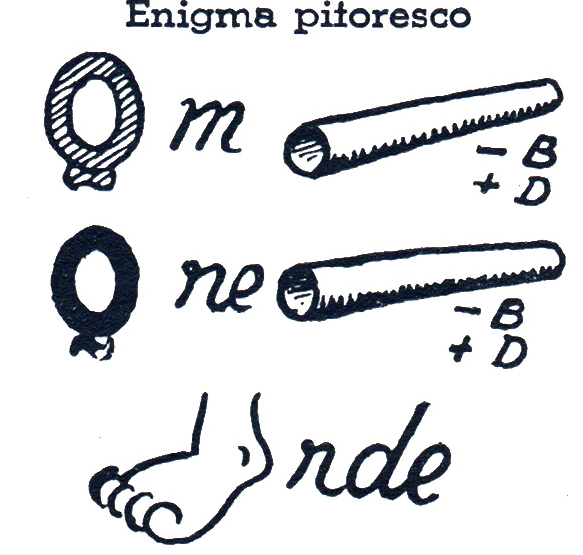 Enigma pitoresco
Q m
- B
+ D
Q ne
- B
+ D
rde